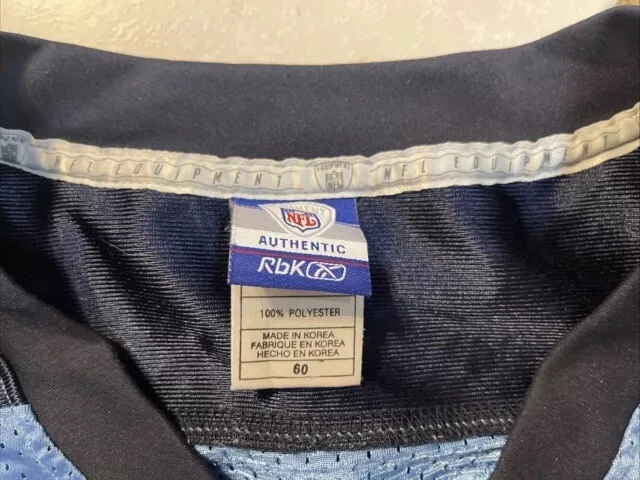 NFL EQUIPMENT NFL EQUIPMENT
NFL
AUTHENTIC
RbK
100% POLYESTER
MADE IN KOREA
FABRIQUE EN KOREA
HECHO EN KOREA
60